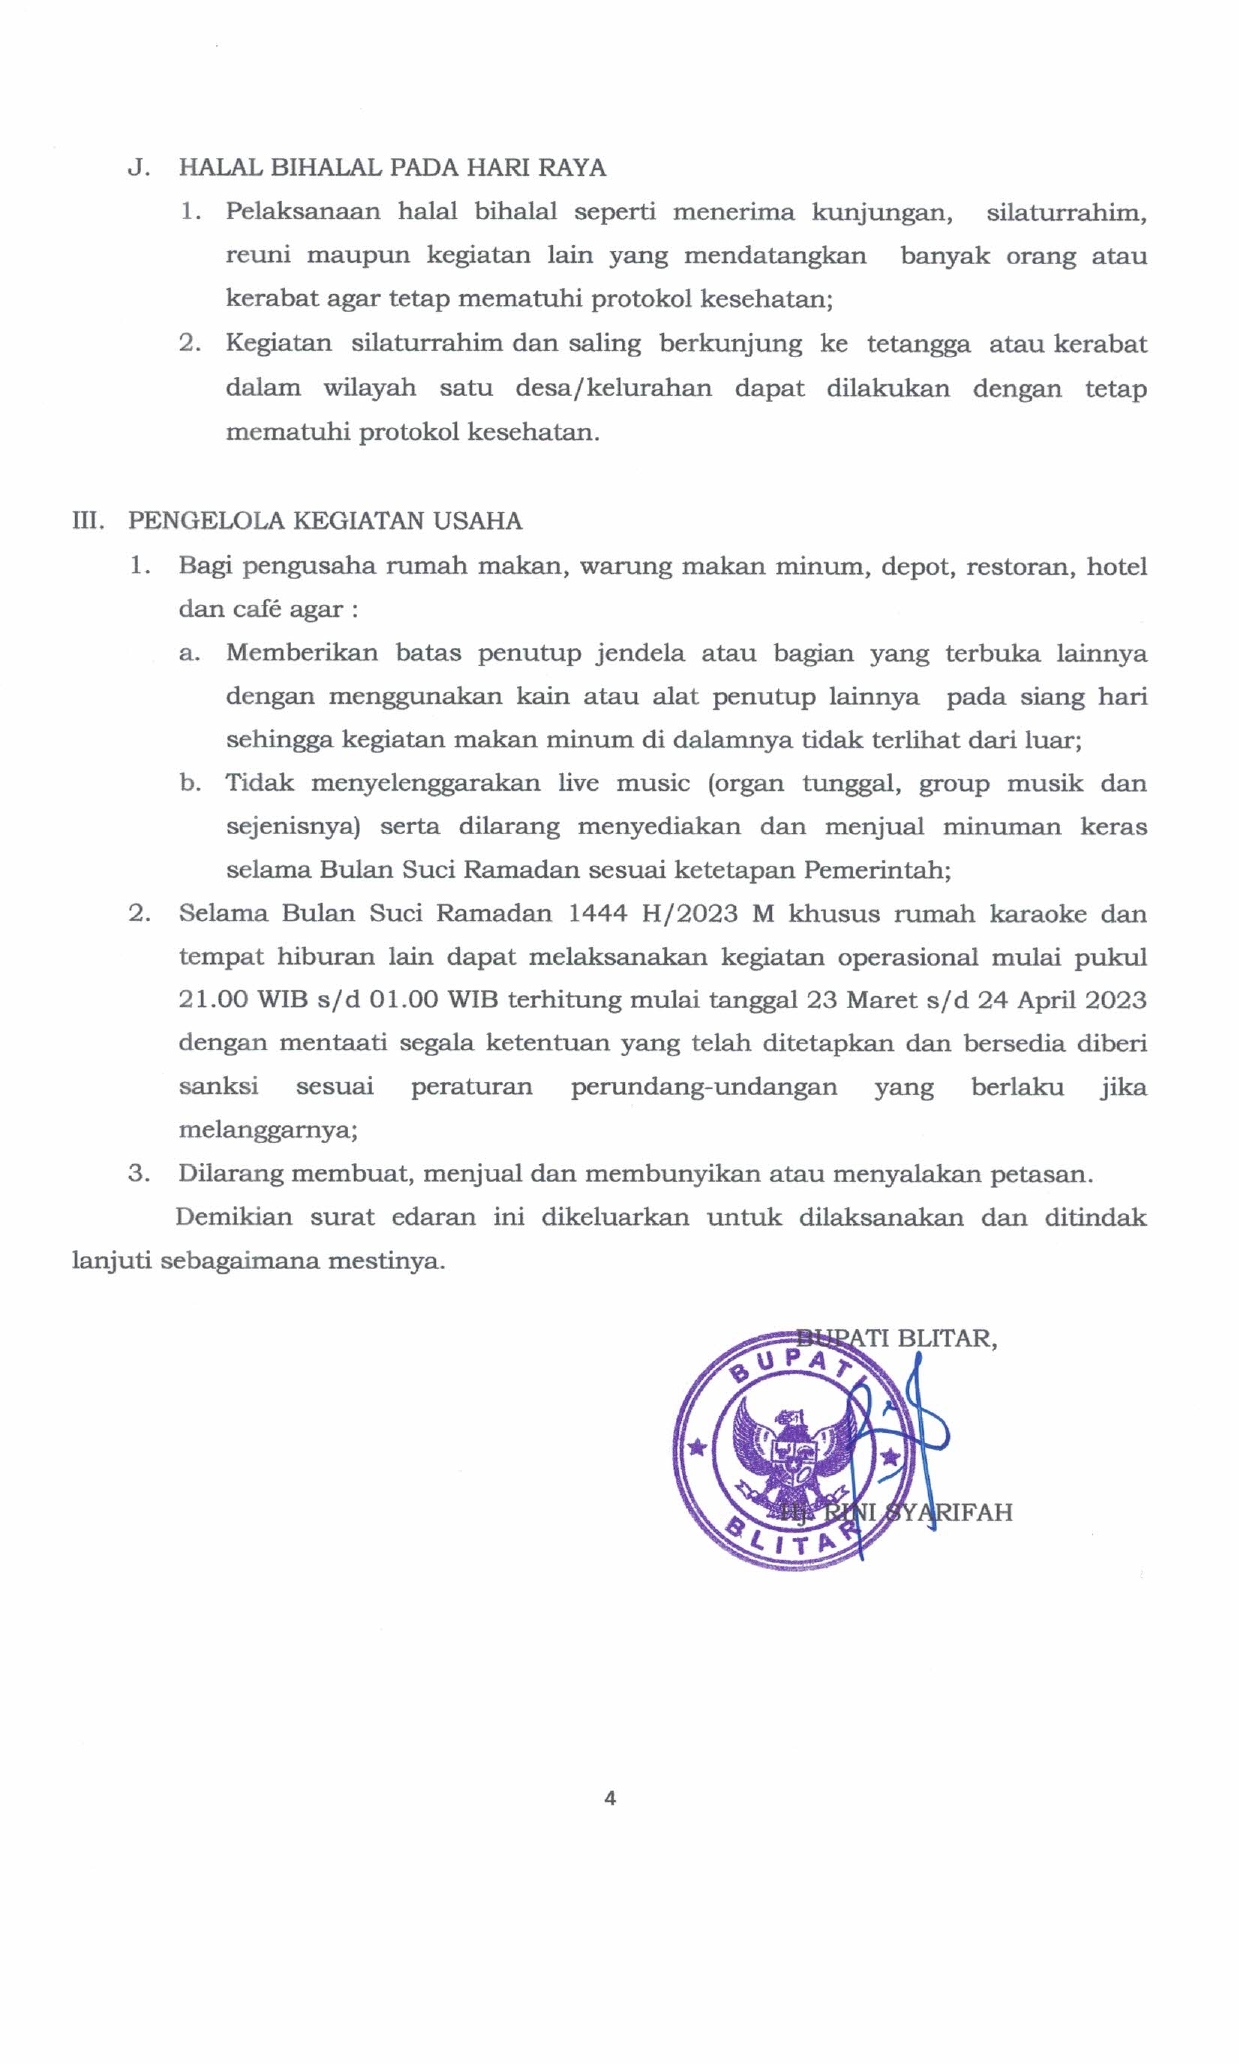 J. HALAL BIHALAL PADA HARI RAYA
1. Pelaksanaan halal bihalal seperti menerima kunjungan, silaturrahim,
reuni maupun kegiatan lain yang mendatangkan banyak orang atau
kerabat agar tetap mematuhi protokol kesehatan;
2. Kegiatan silaturrahim dan saling berkunjung ke tetangga atau kerabat
dalam wilayah satu desa/kelurahan dapat dilakukan dengan tetap
mematuhi protokol kesehatan.
III. PENGELOLA KEGIATAN USAHA
1. Bagi pengusaha rumah makan, warung makan minum, depot, restoran, hotel
dan café agar :
a. Memberikan batas penutup jendela atau bagian yang terbuka lainnya
dengan menggunakan kain atau alat penutup lainnya pada siang hari
sehingga kegiatan makan minum di dalamnya tidak terlihat dari luar;
b. Tidak menyelenggarakan live music (organ tunggal, group musik dan
sejenisnya) serta dilarang menyediakan dan menjual minuman keras
selama Bulan Suci Ramadan sesuai ketetapan Pemerintah;
2. Selama Bulan Suci Ramadan 1444 H/2023 M khusus rumah karaoke dan
tempat hiburan lain dapat melaksanakan kegiatan operasional mulai pukul
21.00 WIB s/d 01.00 WIB terhitung mulai tanggal 23 Maret s/d 24 April 2023
dengan mentaati segala ketentuan yang telah ditetapkan dan bersedia diberi
sanksi sesuai peraturan perundang-undangan yang berlaku jika
melanggarnya;
3. Dilarang membuat, menjual dan membunyikan atau menyalakan petasan.
Demikian surat edaran ini dikeluarkan untuk dilaksanakan dan ditindak
lanjuti sebagaimana mestinya.
BUPATI BLITAR,
BUPATI
BLITAR
Hj. RINI SYARIFAH
4